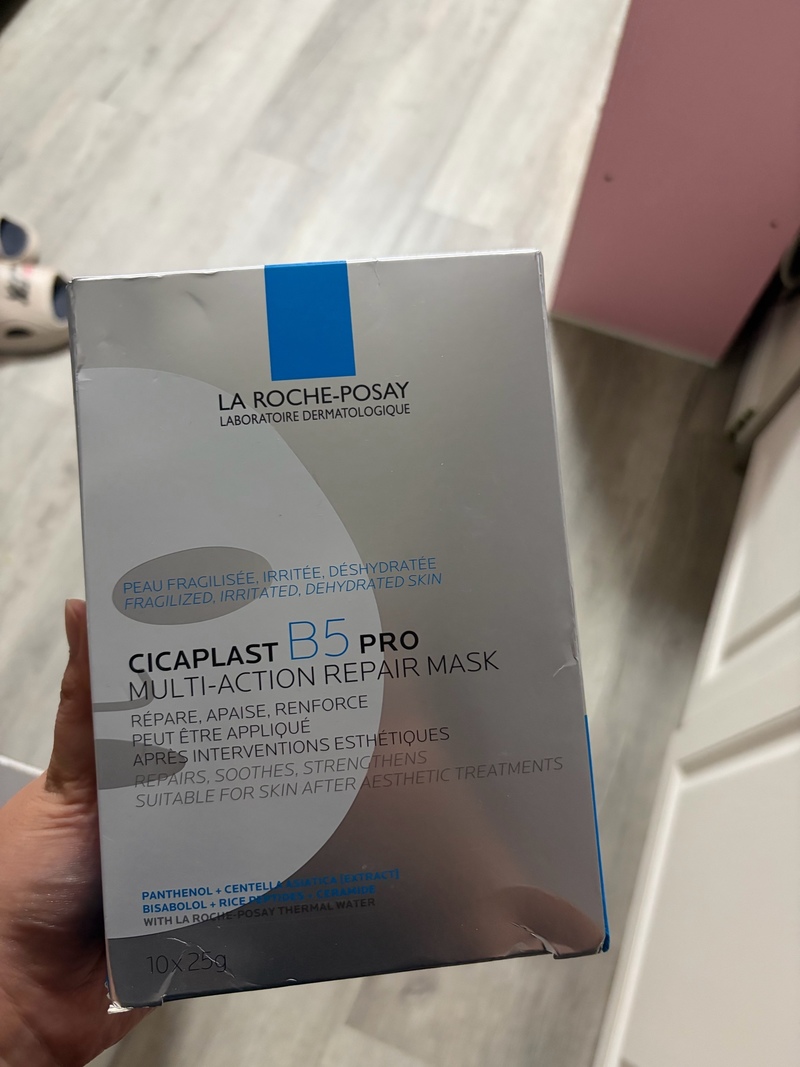 LA ROCHE-POSAY
LABORATOIRE DERMATOLOGIQUE
PEAU FRAGILISÉE, IRRITÉE, DÉSHYDRATÉE
FRAGILIZED, IRRITATED, DEHYDRATED SKIN
CICAPLAST B5 PRO
MULTI-ACTION REPAIR MASK
RÉPARE, APAISE, RENFORCE
PEUT ÊTRE APPLIQUÉ
APRÈS INTERVENTIONS ESTHÉTIQUES
REPAIRS, SOOTHES, STRENGTHENS
SUITABLE FOR SKIN AFTER AESTHETIC TREATMENTS
PANTHENOL + CENTELLA ASIATICA [EXTRACT]
BISABOLOL + RICE PEPTIDES + CERAMIDE
WITH LA ROCHE-POSAY THERMAL WATER
10x25g